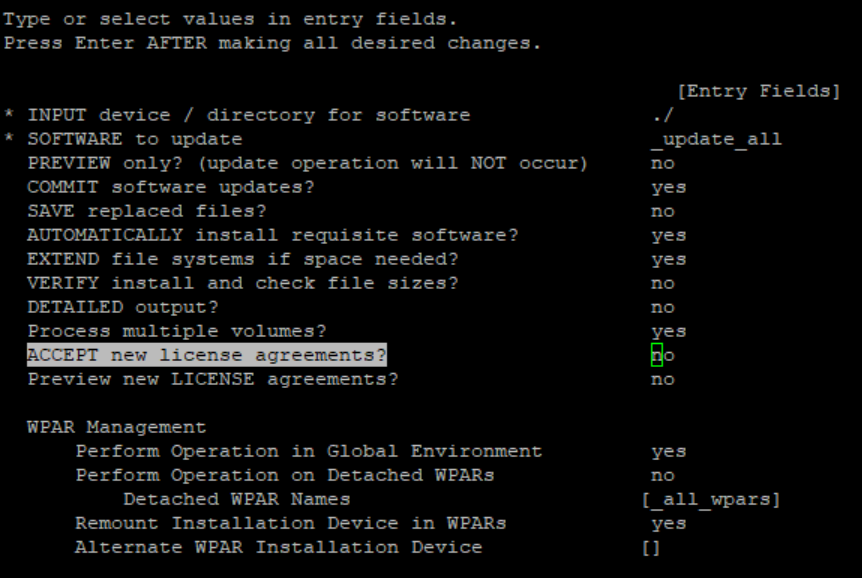 Type or select values in entry fields.
Press Enter AFTER making all desired changes.
[Entry Fields]
* INPUT device / directory for software ./
* SOFTWARE to update _update_all
PREVIEW only? (update operation will NOT occur) no
COMMIT software updates? yes
SAVE replaced files? no
AUTOMATICALLY install requisite software? yes
EXTEND file systems if space needed? yes
VERIFY install and check file sizes? no
DETAILED output? no
Process multiple volumes? yes
ACCEPT new license agreements? no
Preview new LICENSE agreements? no
WPAR Management
Perform Operation in Global Environment yes
Perform Operation on Detached WPARs no
Detached WPAR Names [_all_wpars]
Remount Installation Device in WPARs yes
Alternate WPAR Installation Device []